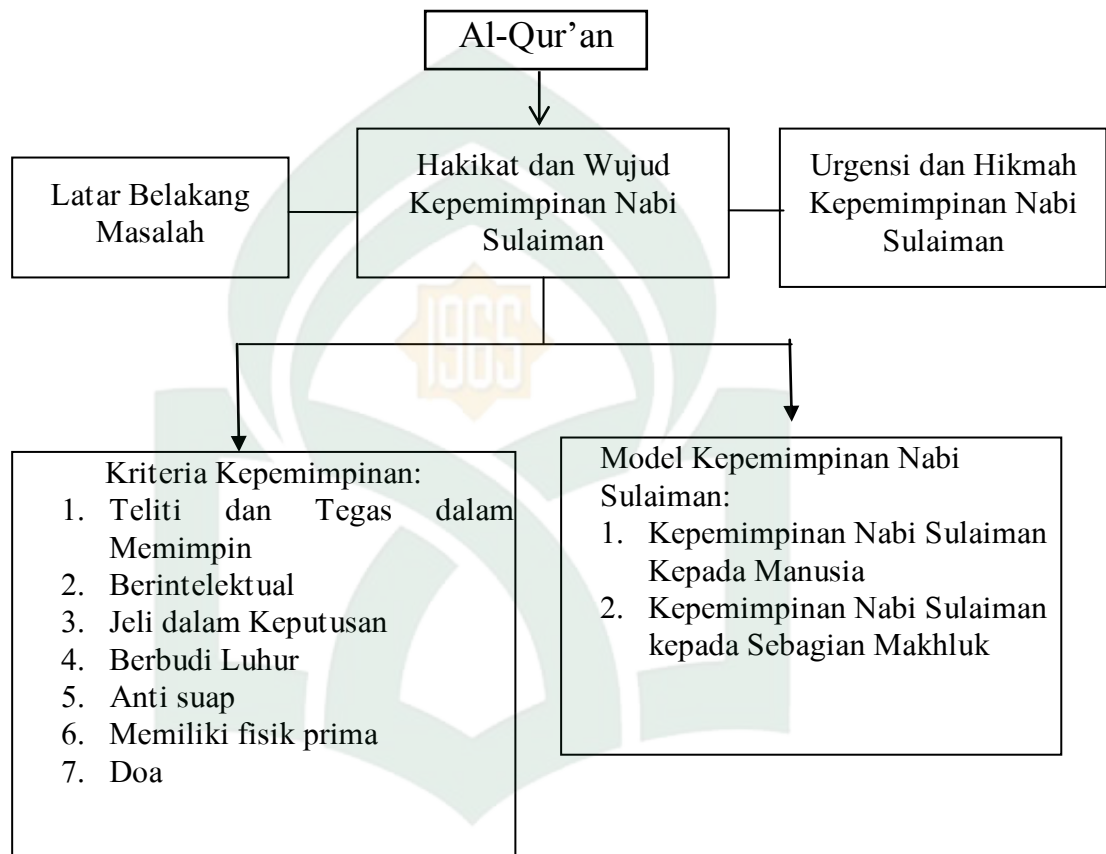 Al-Qur’an
Latar Belakang
Masalah
Hakikat dan Wujud
Kepemimpinan Nabi
Sulaiman
Urgensi dan Hikmah
Kepemimpinan Nabi
Sulaiman
1965
Kriteria Kepemimpinan:
1. Teliti dan Tegas dalam
Memimpin
2. Berintelektual
3. Jeli dalam Keputusan
4. Berbudi Luhur
5. Anti suap
6. Memiliki fisik prima
7. Doa
Model Kepemimpinan Nabi
Sulaiman:
1. Kepemimpinan Nabi Sulaiman
Kepada Manusia
2. Kepemimpinan Nabi Sulaiman
kepada Sebagian Makhluk